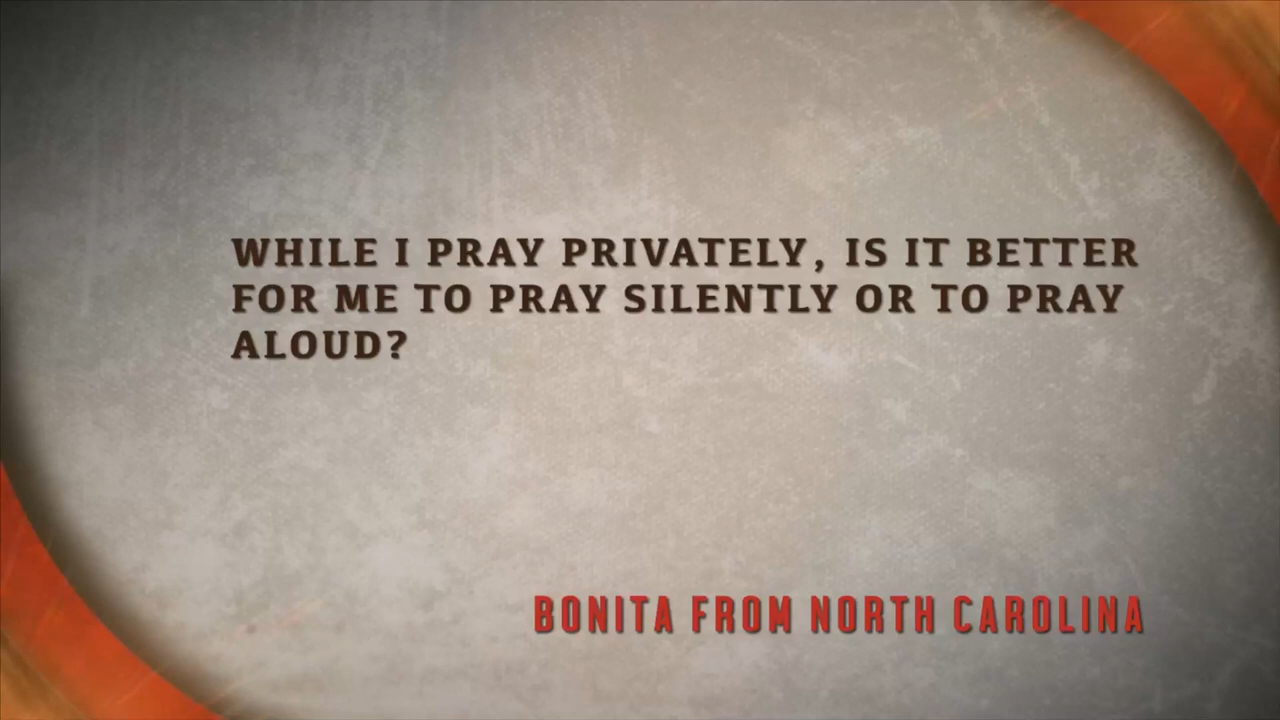 WHILE I PRAY PRIVATELY, IS IT BETTER
FOR ME TO PRAY SILENTLY OR TO PRAY
ALOUD?
BONITA FROM NORTH CAROLINA